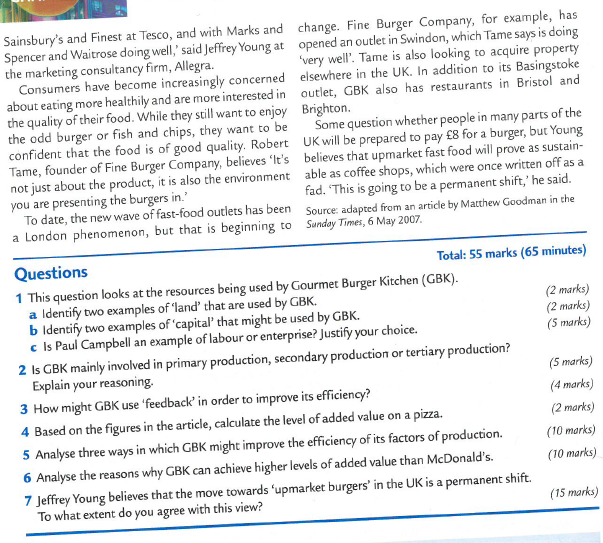 Sainsbury's and Finest at Tesco, and with Marks and
Spencer and Waitrose doing well,' said Jeffrey Young at
the marketing consultancy firm, Allegra.
Consumers have become increasingly concerned
about eating more healthily and are more interested in
the quality of their food. While they still want to enjoy
the odd burger or fish and chips, they want to be
confident that the food is of good quality. Robert
Tame, founder of Fine Burger Company, believes 'It's
not just about the product, it is also the environment
you are presenting the burgers in.'
To date, the new wave of fast-food outlets has been
a London phenomenon, but that is beginning to
change. Fine Burger Company, for example, has
opened an outlet in Swindon, which Tame says is doing
'very well'. Tame is also looking to acquire property
elsewhere in the UK. In addition to its Basingstoke
outlet, GBK also has restaurants in Bristol and
Brighton.
Some question whether people in many parts of the
UK will be prepared to pay £8 for a burger, but Young
believes that upmarket fast food will prove as sustain-
able as coffee shops, which were once written off as a
fad. 'This is going to be a permanent shift,' he said.
Source: adapted from an article by Matthew Goodman in the
Sunday Times, 6 May 2007.
Questions
Total: 55 marks (65 minutes)
1 This question looks at the resources being used by Gourmet Burger Kitchen (GBK).
a Identify two examples of 'land' that are used by GBK. (2 marks)
b Identify two examples of 'capital' that might be used by GBK. (2 marks)
c Is Paul Campbell an example of labour or enterprise? Justify your choice. (5 marks)
2 Is GBK mainly involved in primary production, secondary production or tertiary production?
Explain your reasoning. (5 marks)
3 How might GBK use 'feedback' in order to improve its efficiency? (4 marks)
4 Based on the figures in the article, calculate the level of added value on a pizza. (2 marks)
5 Analyse three ways in which GBK might improve the efficiency of its factors of production. (10 marks)
6 Analyse the reasons why GBK can achieve higher levels of added value than McDonald's. (10 marks)
7 Jeffrey Young believes that the move towards 'upmarket burgers' in the UK is a permanent shift.
To what extent do you agree with this view? (15 marks)